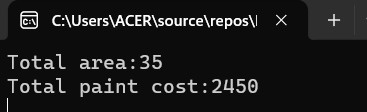 C:\Users\ACER\source\repos\
Total area:35
Total paint cost:2450